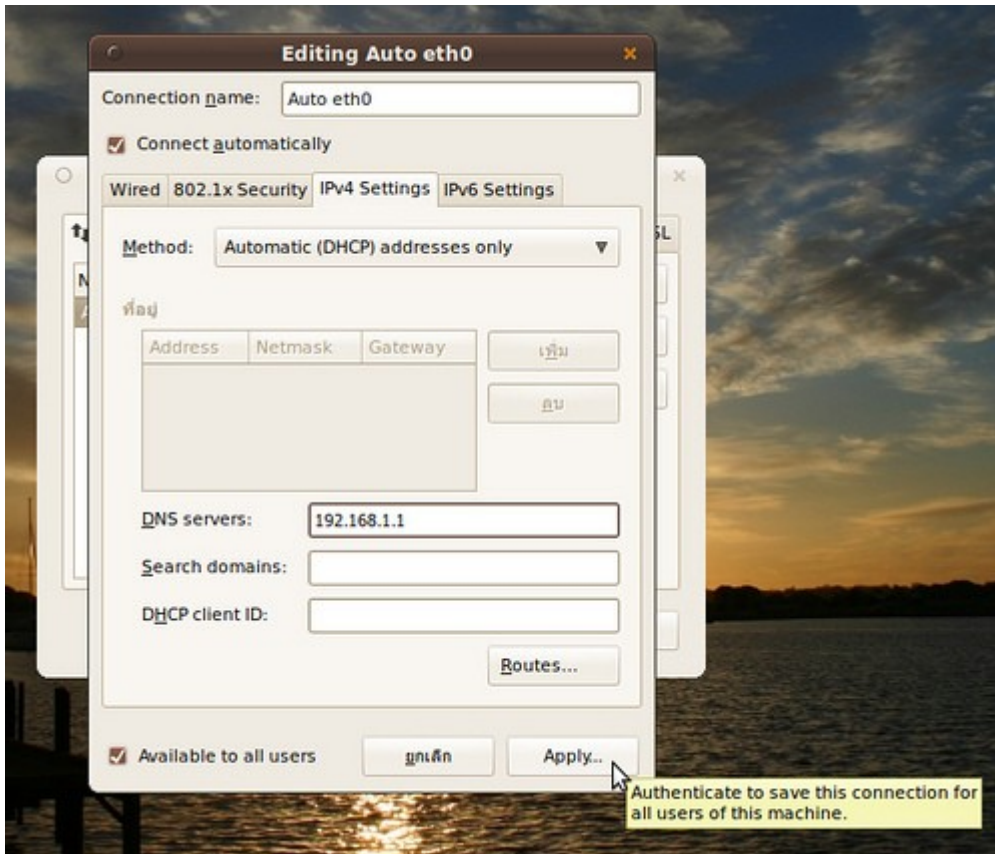 Editing Auto eth0
Connection name: Auto eth0
Connect automatically
Wired 802.1x Security IPv4 Settings IPv6 Settings
SL
Method: Automatic (DHCP) addresses only
ที่อยู่
Address Netmask Gateway
เพิ่ม
ลบ
DNS servers: 192.168.1.1
Search domains:
DHCP client ID:
Routes...
Available to all users ยกเลิก Apply...
Authenticate to save this connection for
all users of this machine.